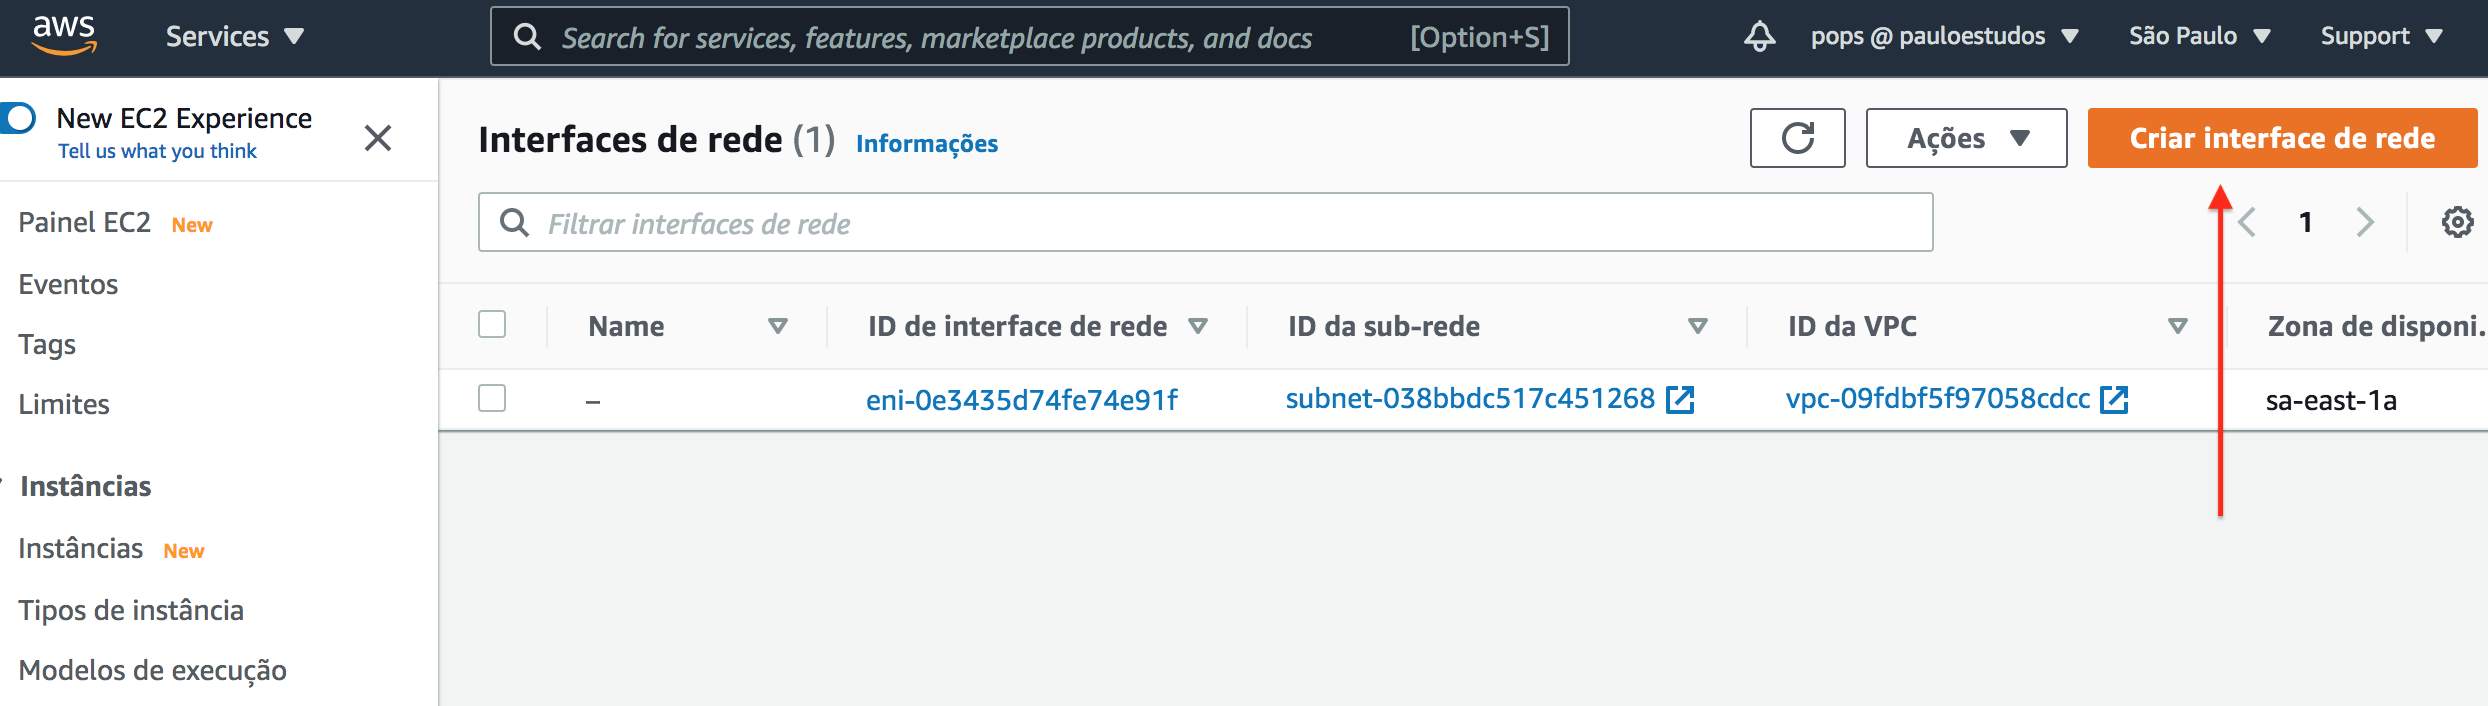 aws Services Search for services, features, marketplace products, and docs [Option+S] pops @ pauloestudos São Paulo Support
New EC2 Experience
Tell us what you think
Interfaces de rede (1) Informações Ações Criar interface de rede
Filtrar interfaces de rede 1
Painel EC2 New
Eventos
Tags
Limites
Instâncias
Instâncias New
Tipos de instância
Modelos de execução
Name ID de interface de rede ID da sub-rede ID da VPC Zona de disponi...
– eni-0e3435d74fe74e91f subnet-038bbdc517c451268 vpc-09fdbf5f97058cdcc sa-east-1a